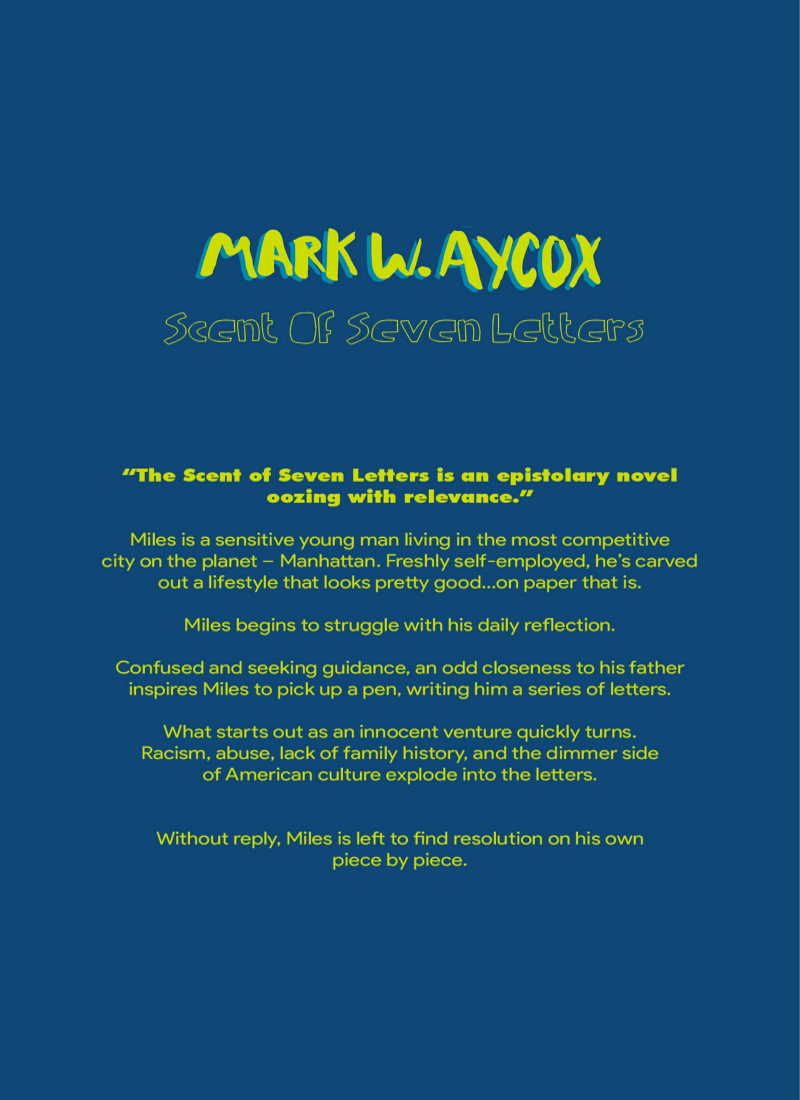 MARK W. AYCOX
Scent Of Seven Letters
“The Scent of Seven Letters is an epistolary novel
oozing with relevance.”
Miles is a sensitive young man living in the most competitive
city on the planet – Manhattan. Freshly self-employed, he’s carved
out a lifestyle that looks pretty good...on paper that is.
Miles begins to struggle with his daily reflection.
Confused and seeking guidance, an odd closeness to his father
inspires Miles to pick up a pen, writing him a series of letters.
What starts out as an innocent venture quickly turns.
Racism, abuse, lack of family history, and the dimmer side
of American culture explode into the letters.
Without reply, Miles is left to find resolution on his own
piece by piece.